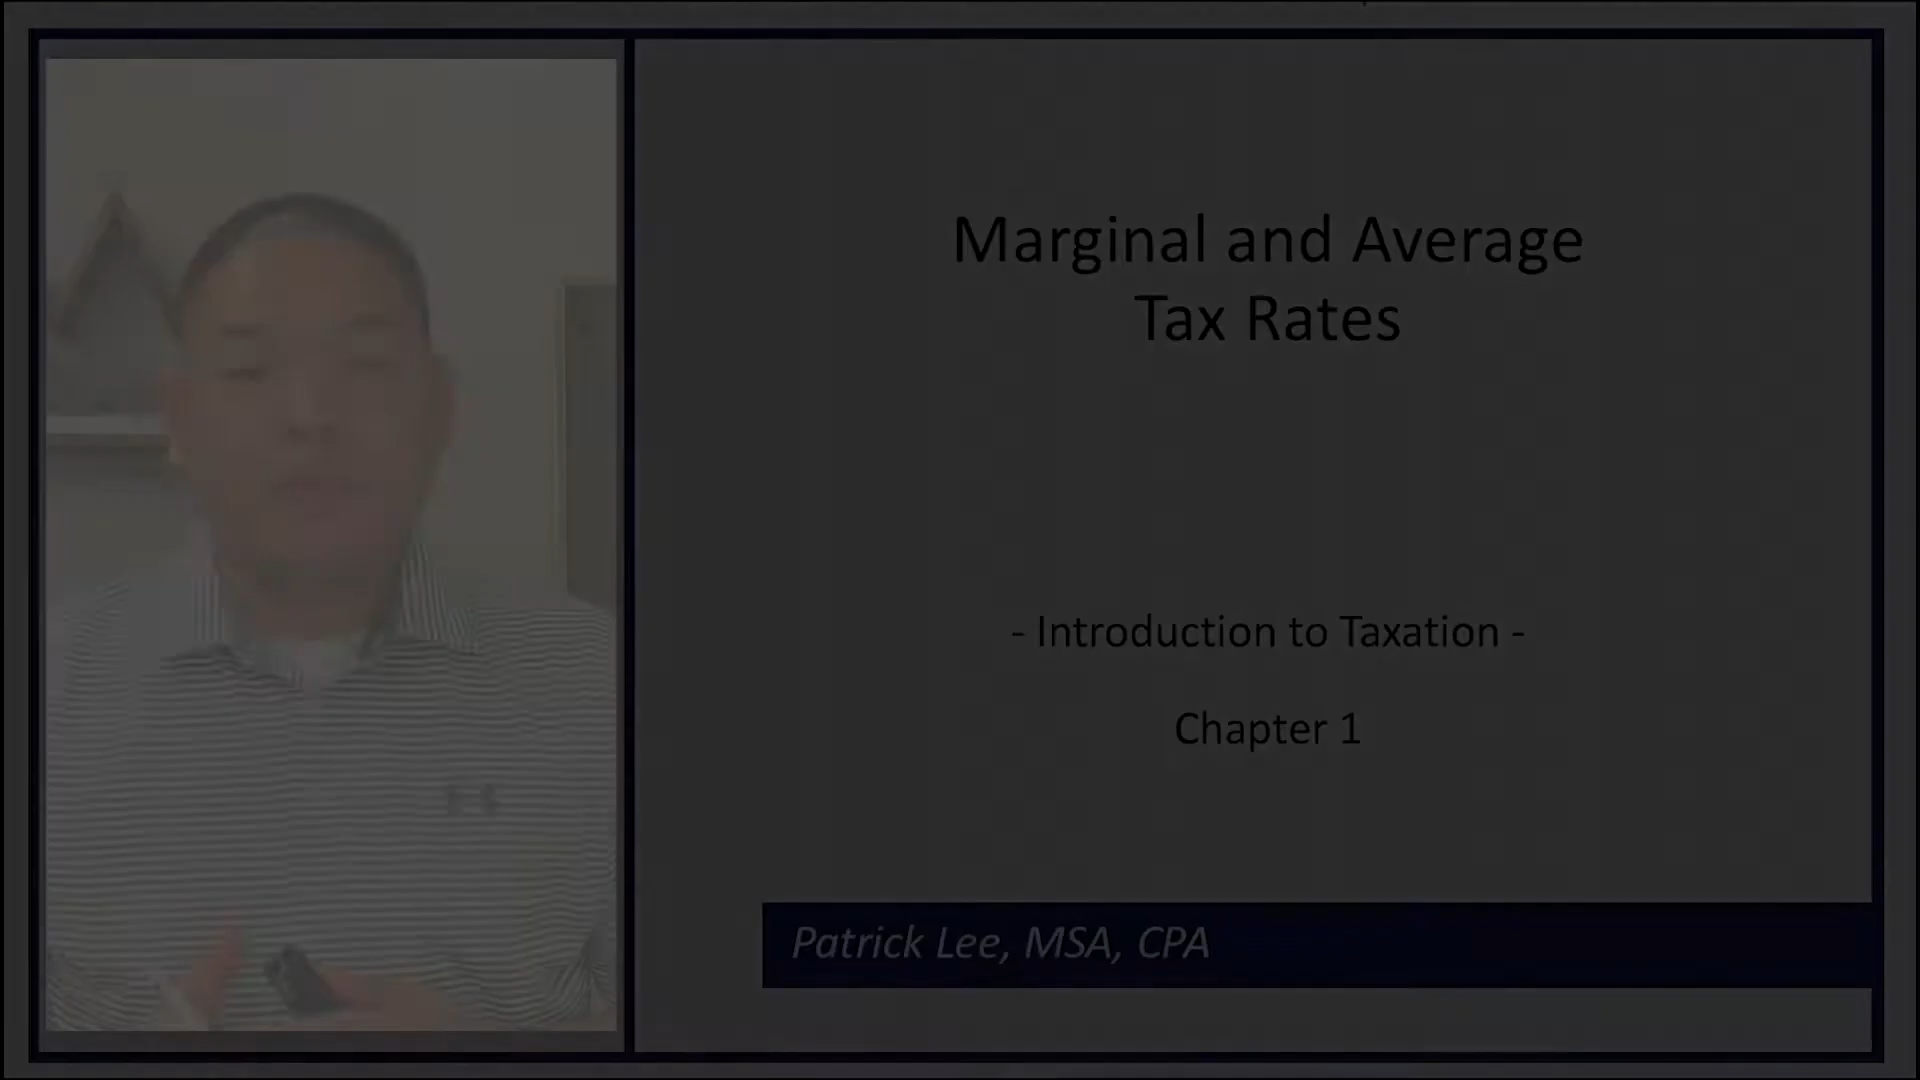 Marginal and Average
Tax Rates
- Introduction to Taxation -
Chapter 1
Patrick Lee, MSA, CPA